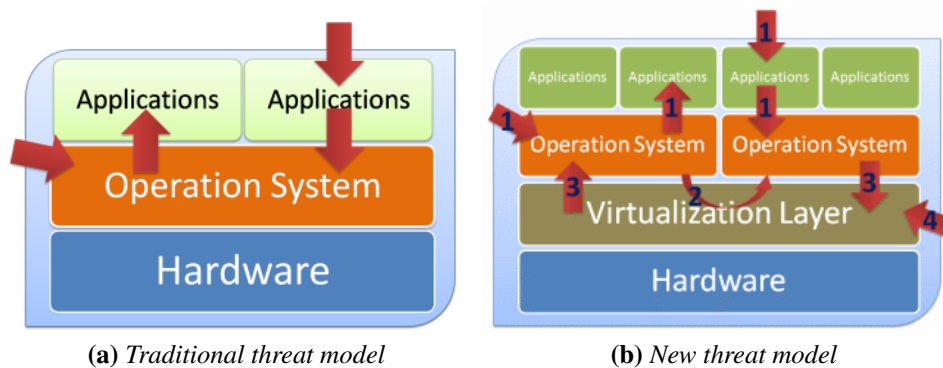 Applications
Applications
Operation System
Hardware
(a) Traditional threat model
1
Applications
Applications
Applications
Applications
1
1
1
Operation System
Operation System
3
2
3
Virtualization Layer
4
Hardware
(b) New threat model